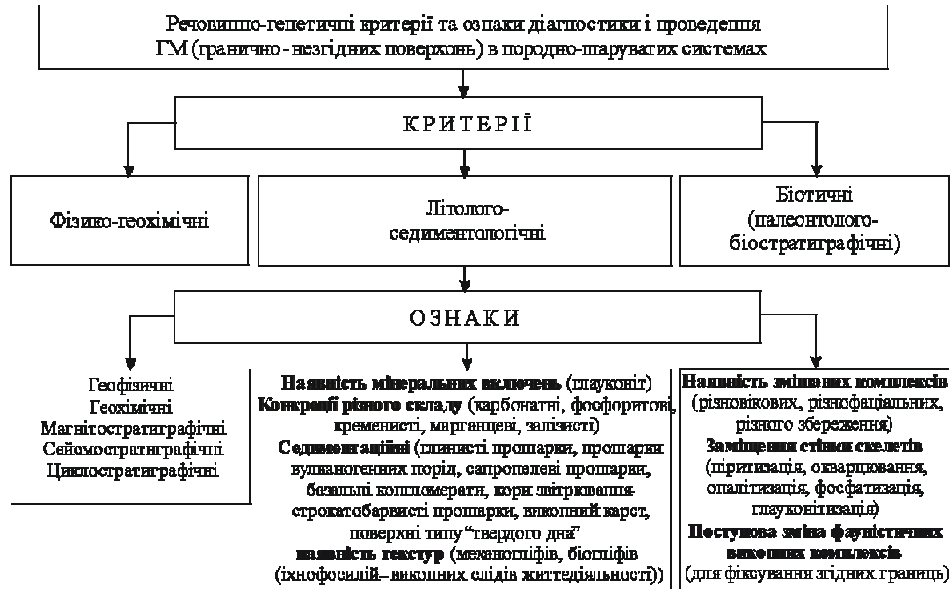 Речовинно-генетичні критерії та ознаки діагностики і проведення
ГМ (гранично - незгідних поверхонь) в породно-шаруватих системах
КРИТЕРІЇ
Фізико-геохімічні
Літолого-
седиментологічні
Біотичні
(палеонтолого-
біостратиграфічні)
ОЗНАКИ
Геофізичні
Геохімічні
Магнітостратиграфічні
Сейсмостратиграфічні
Циклостратиграфічні
Наявність мінеральних включень (глауконіт)
Конкреції різного складу (карбонатні, фосфоритові,
кременисті, марганцеві, залізисті)
Седиментаційні (глинисті прошарки, прошарки
вулканогенних порід, сапропелеві прошарки,
базальні конгломерати, кори звітрювання–
строкатобарвисті прошарки, викопний карст,
поверхні типу “твердого дна”
наявність текстур (механогліфів, біогліфів
(іхнофосилій–викопних слідів життєдіяльності))
Наявність змішаних комплексів
(різновікових, різнофаціальних,
різного збереження)
Заміщення стінки скелетів
(піритизація, окварцювання,
опалітизація, фосфатизація,
глауконітизація)
Поступова зміна фауністичних
викопних комплексів
(для фіксування згідних границь)